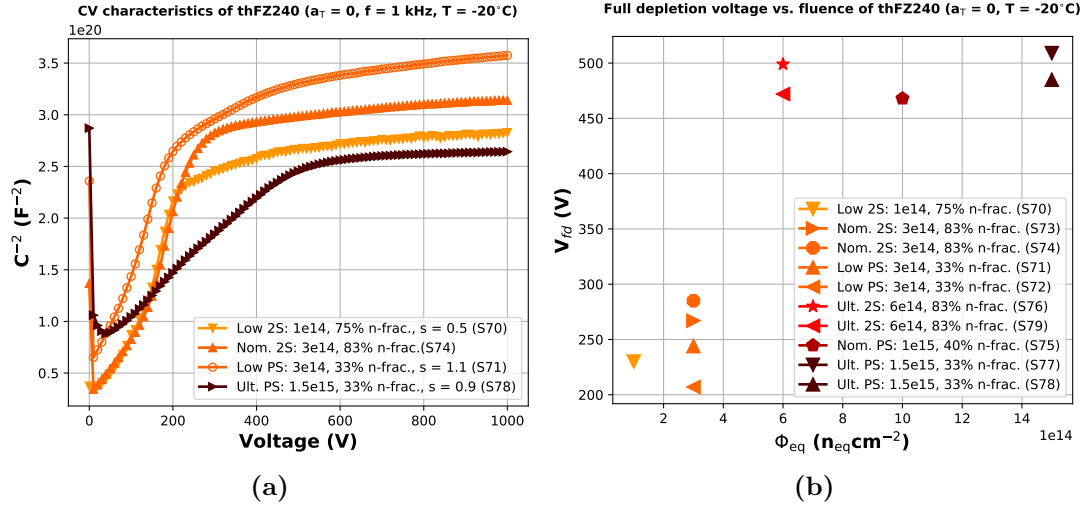 CV characteristics of thFZ240 (a_T = 0, f = 1 kHz, T = -20°C)
1e20
3.5
3.0
2.5
2.0
1.5
1.0
0.5
C⁻² (F⁻²)
0
200
400
600
800
1000
Voltage (V)
Low 2S: 1e14, 75% n-frac., s = 0.5 (S70)
Nom. 2S: 3e14, 83% n-frac.(S74)
Low PS: 3e14, 33% n-frac., s = 1.1 (S71)
Ult. PS: 1.5e15, 33% n-frac., s = 0.9 (S78)
(a)
Full depletion voltage vs. fluence of thFZ240 (a_T = 0, T = -20°C)
500
450
400
350
300
250
200
V_fd (V)
2
4
6
8
10
12
14
1e14
Φ_eq (n_eq cm⁻²)
Low 2S: 1e14, 75% n-frac. (S70)
Nom. 2S: 3e14, 83% n-frac. (S73)
Nom. 2S: 3e14, 83% n-frac. (S74)
Low PS: 3e14, 33% n-frac. (S71)
Low PS: 3e14, 33% n-frac. (S72)
Ult. 2S: 6e14, 83% n-frac. (S76)
Ult. 2S: 6e14, 83% n-frac. (S79)
Nom. PS: 1e15, 40% n-frac. (S75)
Ult. PS: 1.5e15, 33% n-frac. (S77)
Ult. PS: 1.5e15, 33% n-frac. (S78)
(b)